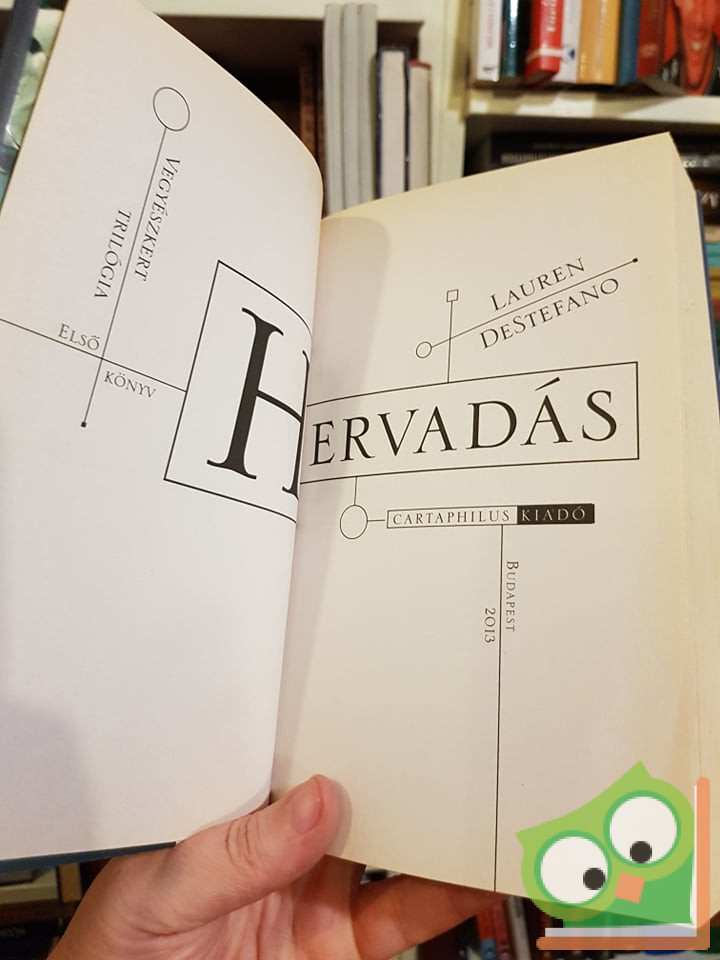 VEGYÉSZKERT
TRILÓGIA
ELSŐ
KÖNYV
HERVADÁS
LAUREN
DESTEFANO
CARTAPHILUS KIADÓ
BUDAPEST
2013